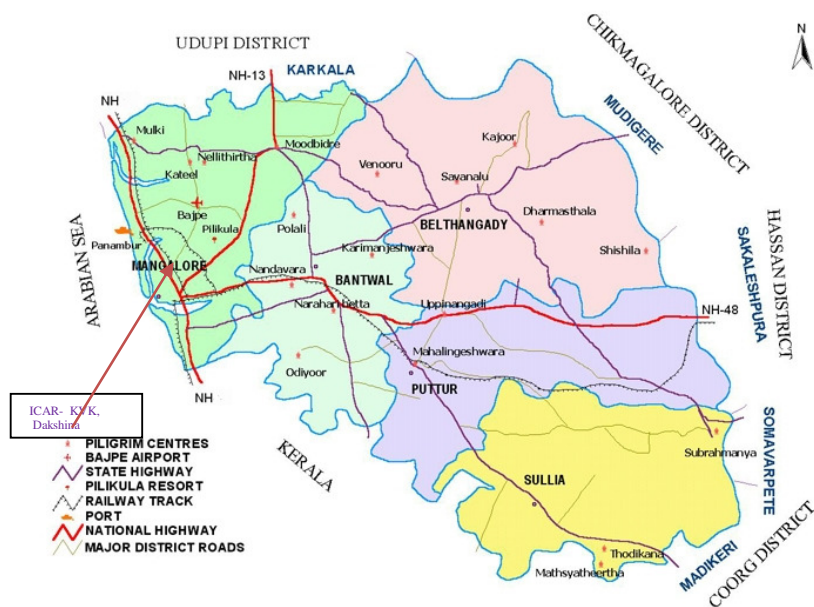 UDUPI DISTRICT
CHIKMAGALORE DISTRICT
N
NH-13
KARKALA
NH
MUDIGERE
Mulki
Moodbidre
Kajoor
Nellithirtha
Venooru
Kateel
Sayanalu
Bajpe
Dharmasthala
Polali
BELTHANGADY
HASSAN DISTRICT
Panambur
Pilikula
Karimanjeshwara
Shishila
SAKALESHPURA
ARABIAN SEA
MANGALORE
Nandavara
BANTWAL
Uppinangadi
NH-48
Mahalingeshwara
Odiyoor
PUTTUR
NH
ICAR- KVK,
Dakshina
KERALA
SOMAVARPETE
Subrahmanya
SULLIA
Thodikana
Mathsyatheertha
MADIKERI
COORG DISTRICT
PILIGRIM CENTRES
BAJPE AIRPORT
STATE HIGHWAY
PILIKULA RESORT
RAILWAY TRACK
PORT
NATIONAL HIGHWAY
MAJOR DISTRICT ROADS